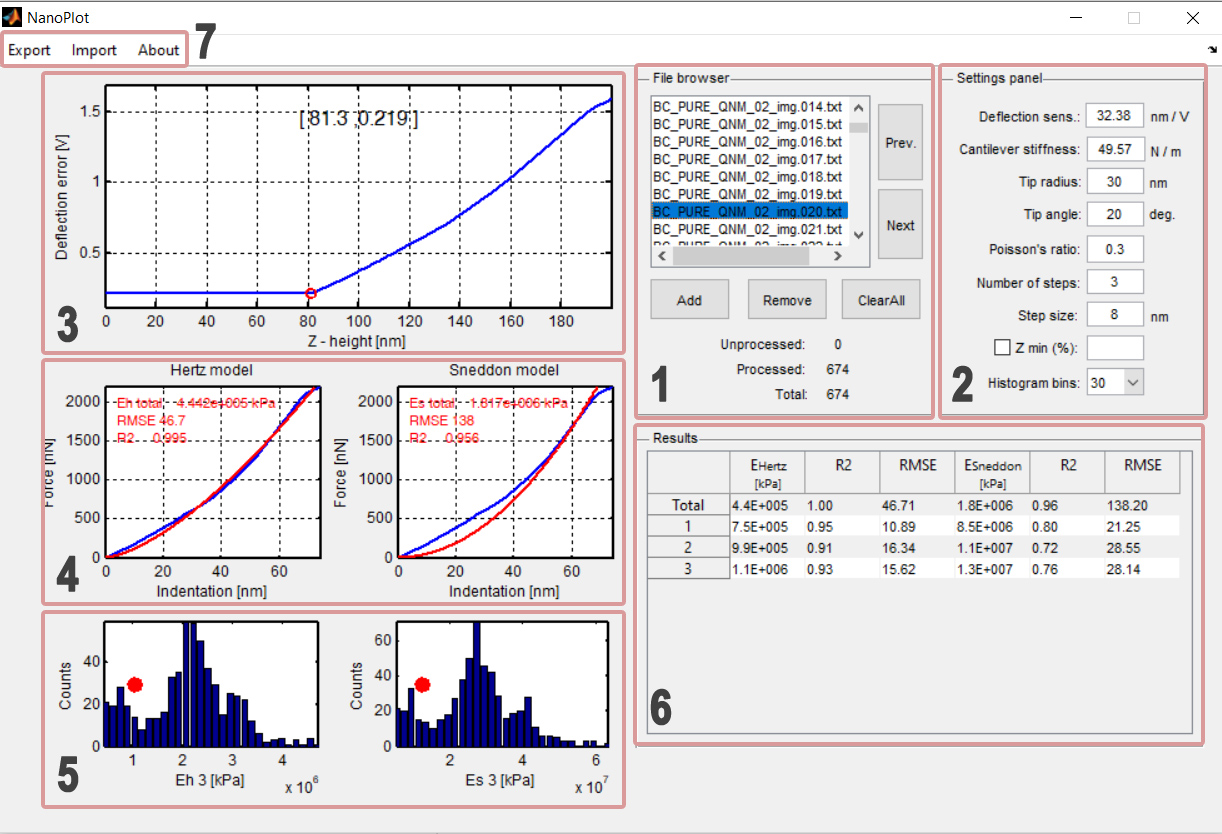 NanoPlot
Export Import About
7
1.5
1
0.5
Deflection error [V]
[ 81.3 ,0.219 ]
0 20 40 60 80 100 120 140 160 180
Z - height [nm]
3
Hertz model
Eh total 4.442e+005 kPa
RMSE 46.7
R2 0.995
2000
1500
1000
500
0
Force [nN]
0 20 40 60
Indentation [nm]
4
Sneddon model
Es total 1.817e+006 kPa
RMSE 138
R2 0.956
2000
1500
1000
500
0
Force [nN]
0 20 40 60
Indentation [nm]
40
20
0
Counts
1 2 3 4
Eh 3 [kPa]
x 10⁶
5
60
40
20
0
Counts
2 4 6
Es 3 [kPa]
x 10⁷
File browser
BC_PURE_QNM_02_img.014.txt
BC_PURE_QNM_02_img.015.txt
BC_PURE_QNM_02_img.016.txt
BC_PURE_QNM_02_img.017.txt
BC_PURE_QNM_02_img.018.txt
BC_PURE_QNM_02_img.019.txt
BC_PURE_QNM_02_img.020.txt
BC_PURE_QNM_02_img.021.txt
Prev.
Next
Add Remove ClearAll
Unprocessed: 0
Processed: 674
Total: 674
1
Settings panel
Deflection sens.: 32.38 nm / V
Cantilever stiffness: 49.57 N / m
Tip radius: 30 nm
Tip angle: 20 deg.
Poisson's ratio: 0.3
Number of steps: 3
Step size: 8 nm
Z min (%):
Histogram bins: 30
2
Results
EHertz [kPa] R2 RMSE ESneddon [kPa] R2 RMSE
Total 4.4E+005 1.00 46.71 1.8E+006 0.96 138.20
1 7.5E+005 0.95 10.89 8.5E+006 0.80 21.25
2 9.9E+005 0.91 16.34 1.1E+007 0.72 28.55
3 1.1E+006 0.93 15.62 1.3E+007 0.76 28.14
6